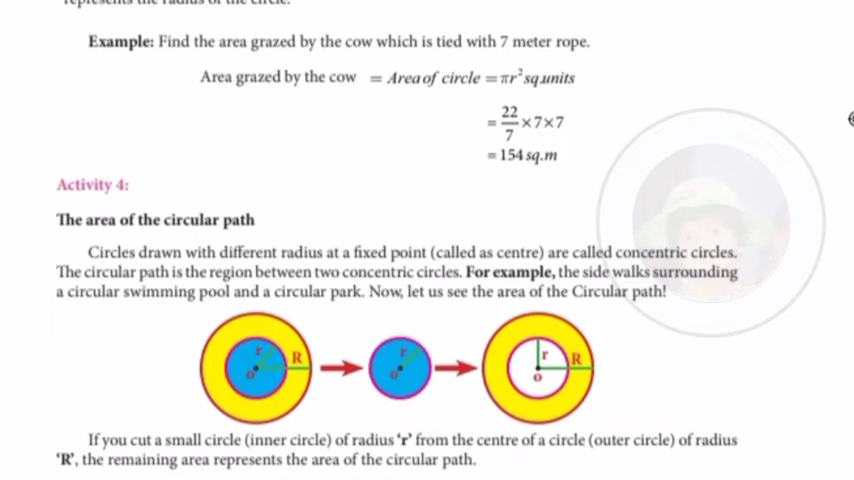 represents the radius of the circle.
Example: Find the area grazed by the cow which is tied with 7 meter rope.
Area grazed by the cow = Area of circle = πr² sq.units
= 22/7 ×7×7
= 154 sq.m
Activity 4:
The area of the circular path
Circles drawn with different radius at a fixed point (called as centre) are called concentric circles.
The circular path is the region between two concentric circles. For example, the side walks surrounding
a circular swimming pool and a circular park. Now, let us see the area of the Circular path!
r R o r o r R o
If you cut a small circle (inner circle) of radius ‘r’ from the centre of a circle (outer circle) of radius
‘R’, the remaining area represents the area of the circular path.